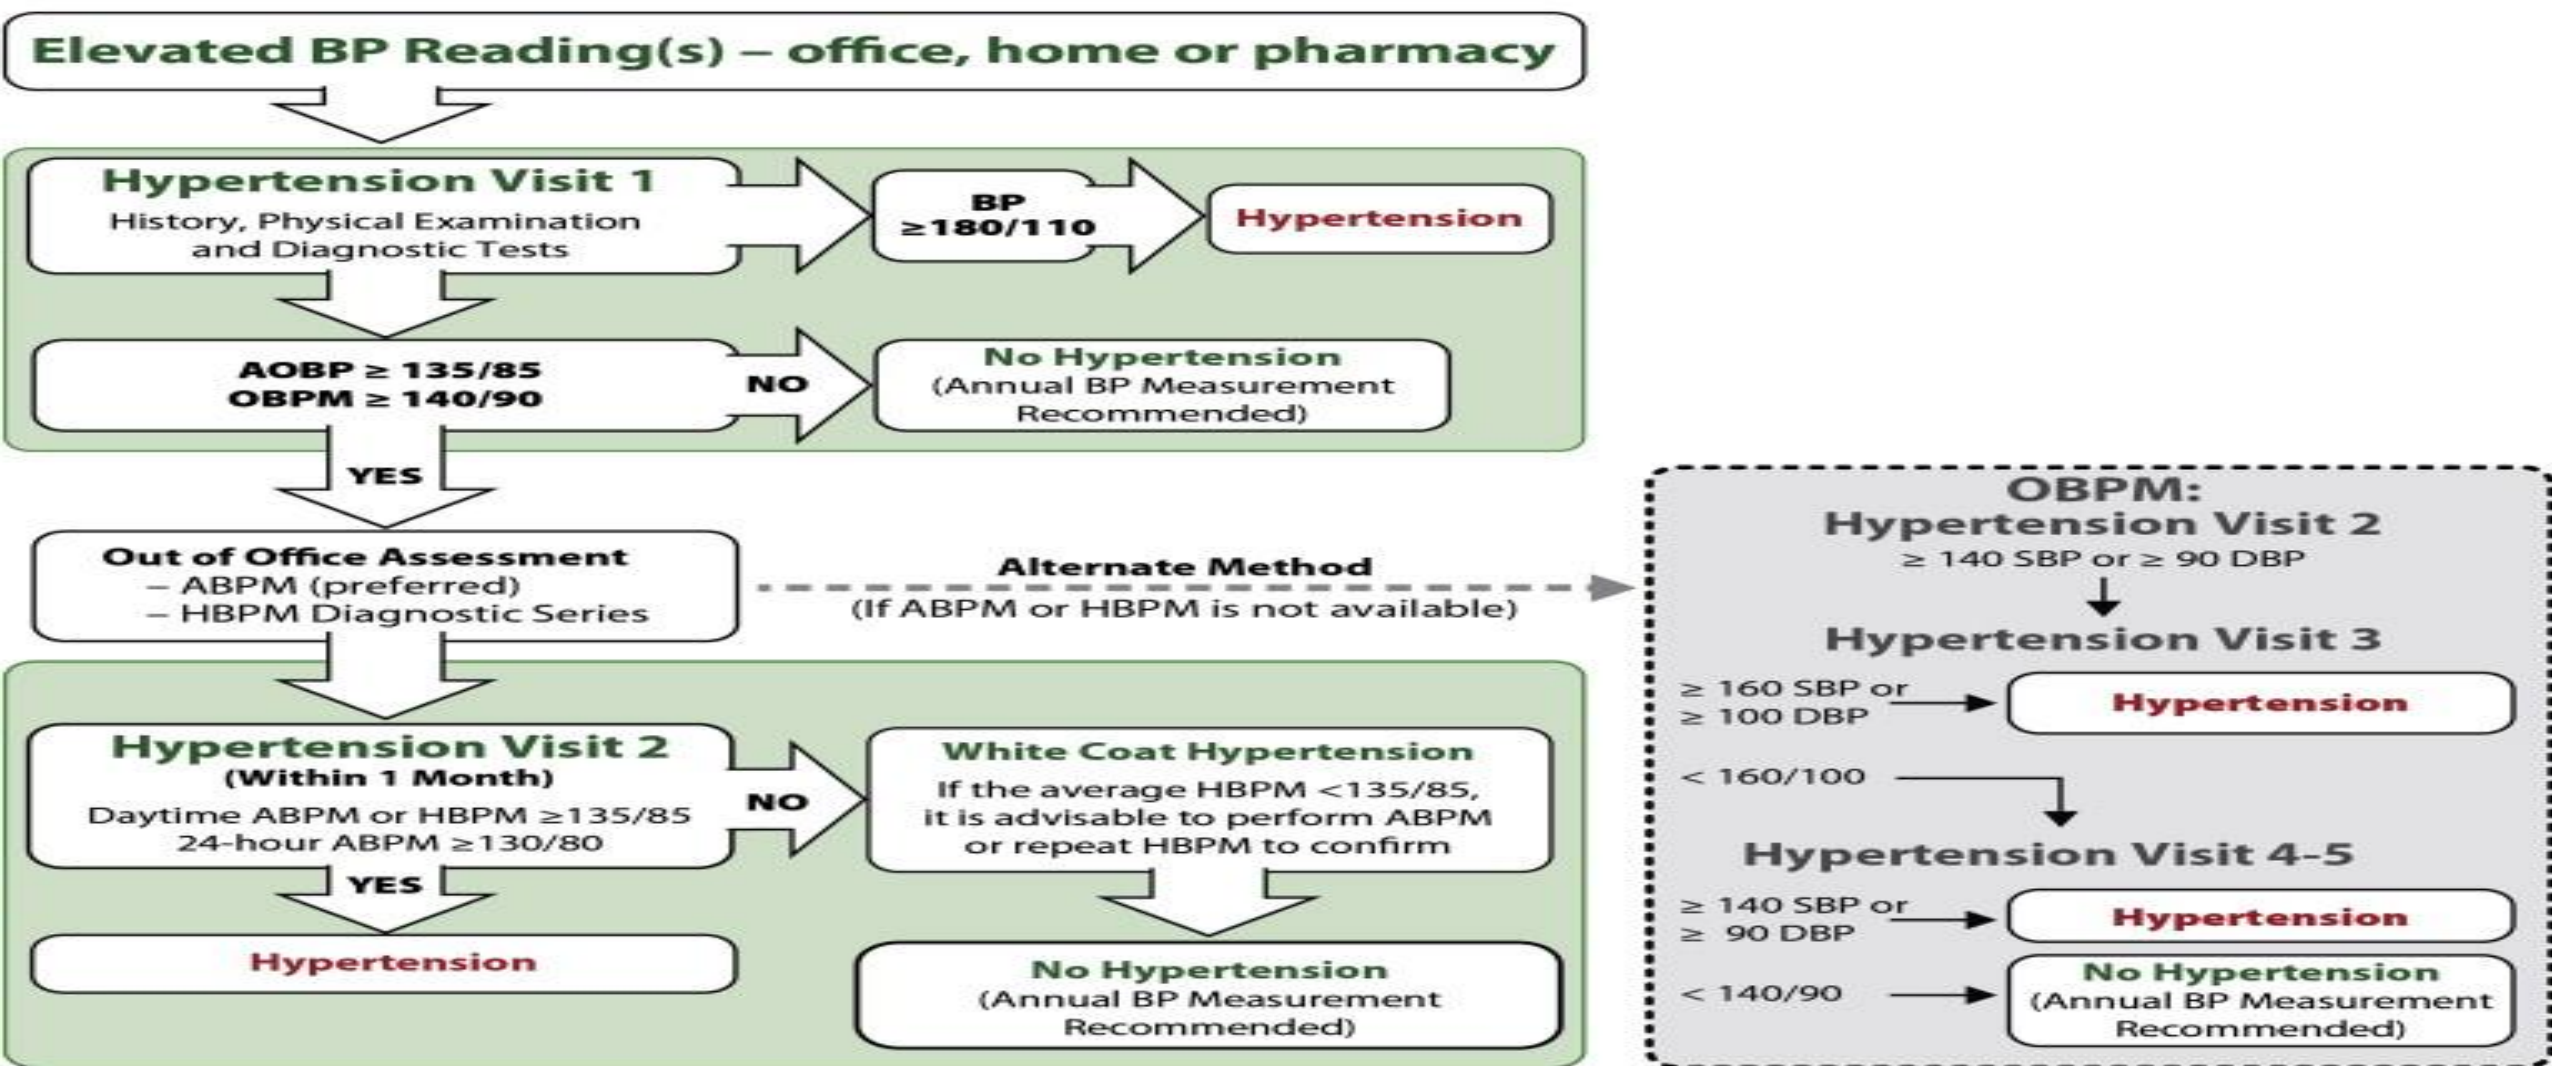 Elevated BP Reading(s) – office, home or pharmacy
Hypertension Visit 1
History, Physical Examination
and Diagnostic Tests
BP
≥180/110
Hypertension
AOBP ≥ 135/85
OBPM ≥ 140/90
NO
No Hypertension
(Annual BP Measurement
Recommended)
YES
Out of Office Assessment
– ABPM (preferred)
– HBPM Diagnostic Series
Alternate Method
(If ABPM or HBPM is not available)
Hypertension Visit 2
(Within 1 Month)
Daytime ABPM or HBPM ≥135/85
24-hour ABPM ≥130/80
NO
White Coat Hypertension
If the average HBPM <135/85,
it is advisable to perform ABPM
or repeat HBPM to confirm
YES
Hypertension
No Hypertension
(Annual BP Measurement
Recommended)
OBPM:
Hypertension Visit 2
≥ 140 SBP or ≥ 90 DBP
Hypertension Visit 3
≥ 160 SBP or
≥ 100 DBP
Hypertension
< 160/100
Hypertension Visit 4-5
≥ 140 SBP or
≥ 90 DBP
Hypertension
< 140/90
No Hypertension
(Annual BP Measurement
Recommended)